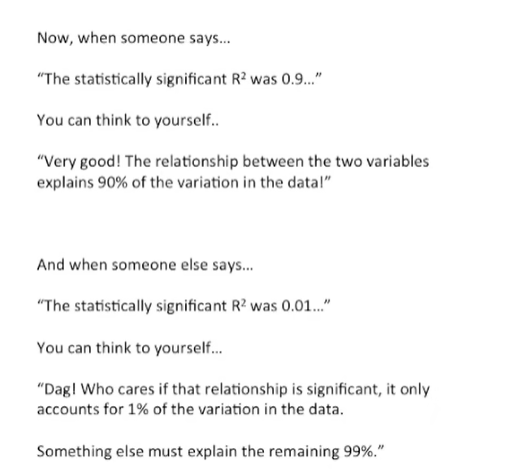 Now, when someone says...
“The statistically significant R² was 0.9...”
You can think to yourself..
“Very good! The relationship between the two variables
explains 90% of the variation in the data!”
And when someone else says...
“The statistically significant R² was 0.01...”
You can think to yourself...
“Dag! Who cares if that relationship is significant, it only
accounts for 1% of the variation in the data.
Something else must explain the remaining 99%.”